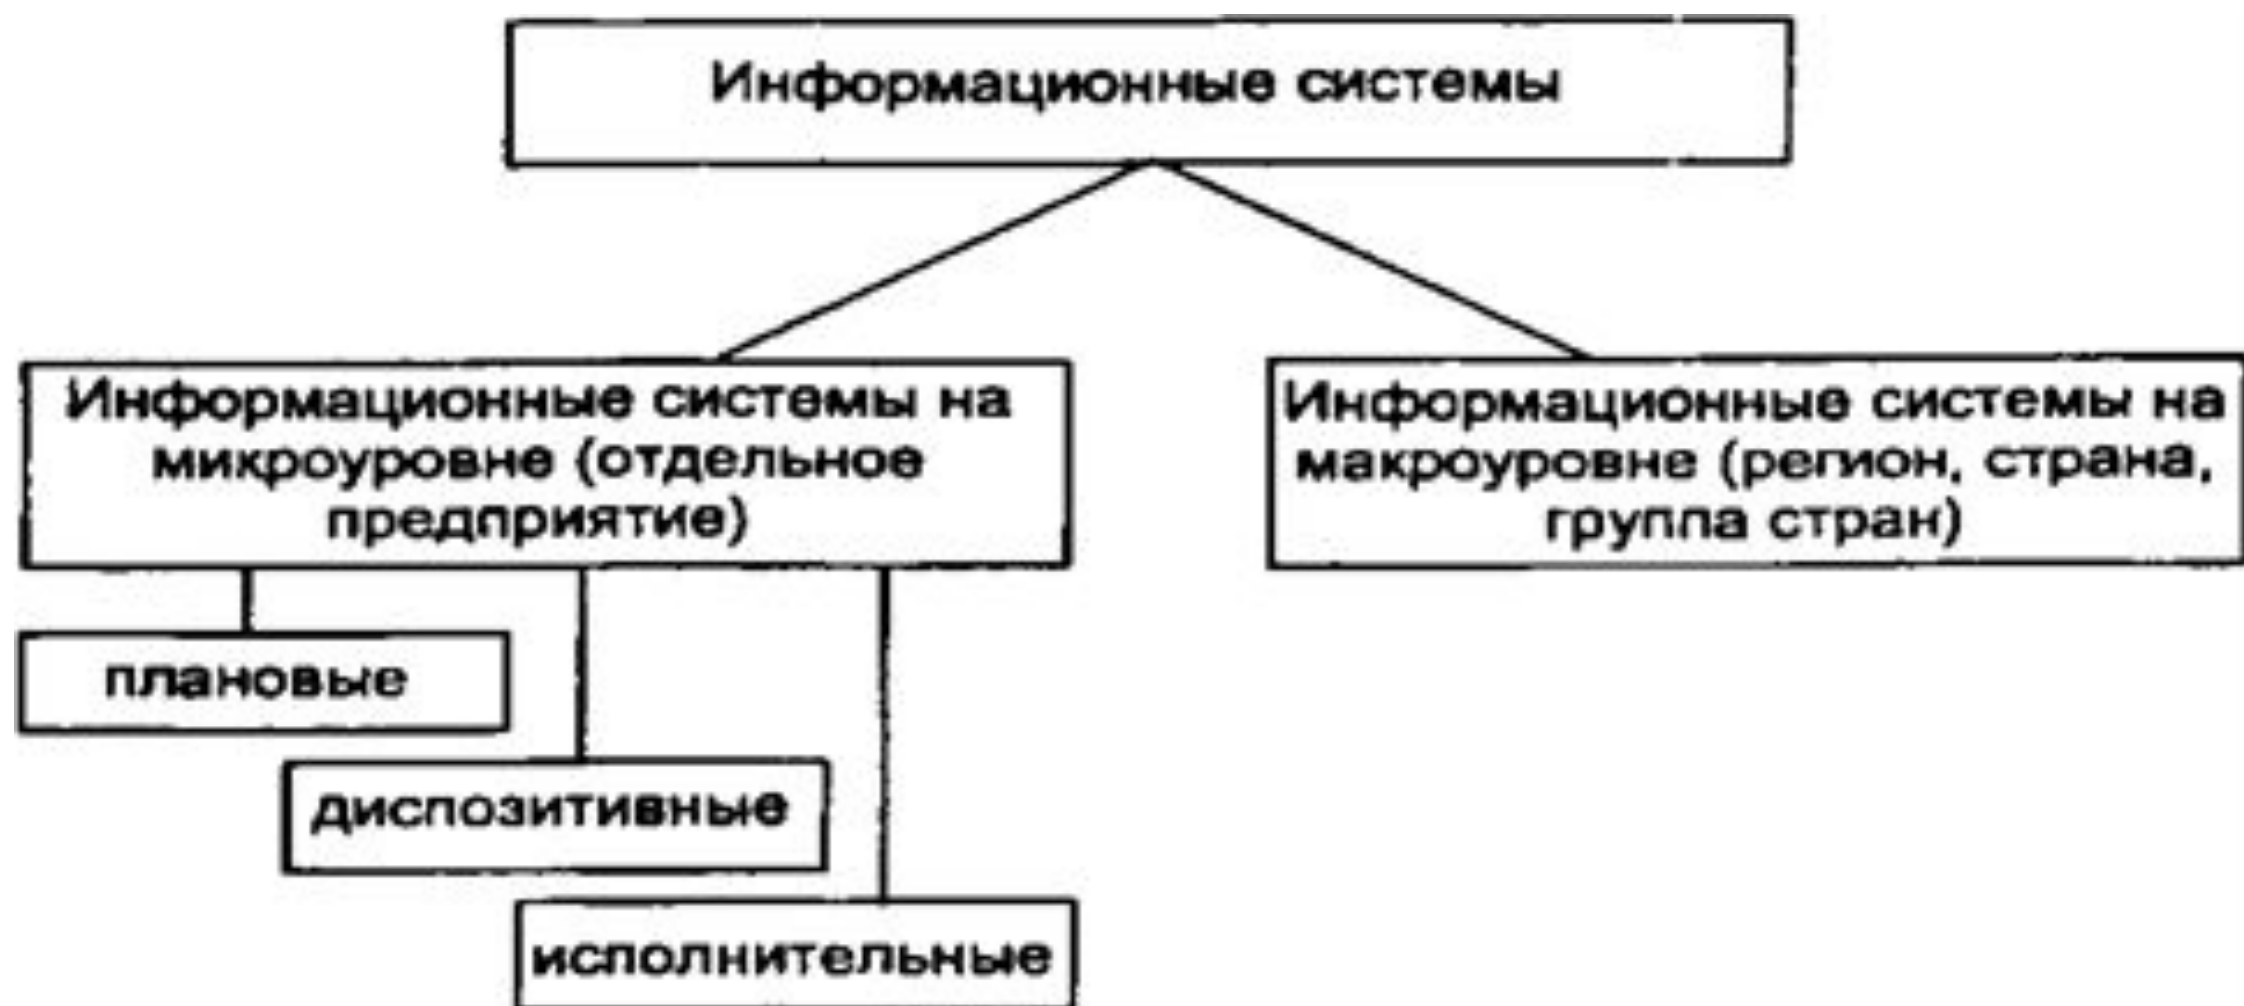 Информационные системы
Информационные системы на
микроуровне (отдельное
предприятие)
Информационные системы на
макроуровне (регион, страна,
группа стран)
плановые
диспозитивные
исполнительные